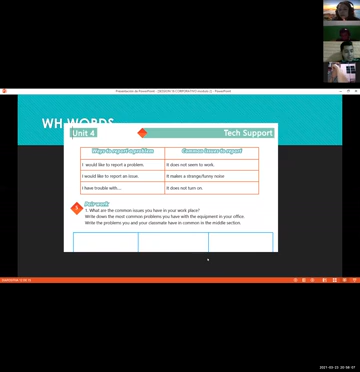 WH WORDS
Unit 4
Tech Support
Ways to report a problem
Common issues to report
I would like to report a problem.
It does not seem to work.
I would like to report an issue.
It makes a strange/funny noise.
I have trouble with...
It does not turn on.
Pair work
1. What are the common issues you have in your work place?
Write down the most common problems you have with the equipment in your office.
Write the problems you and your classmate have in common in the middle section.